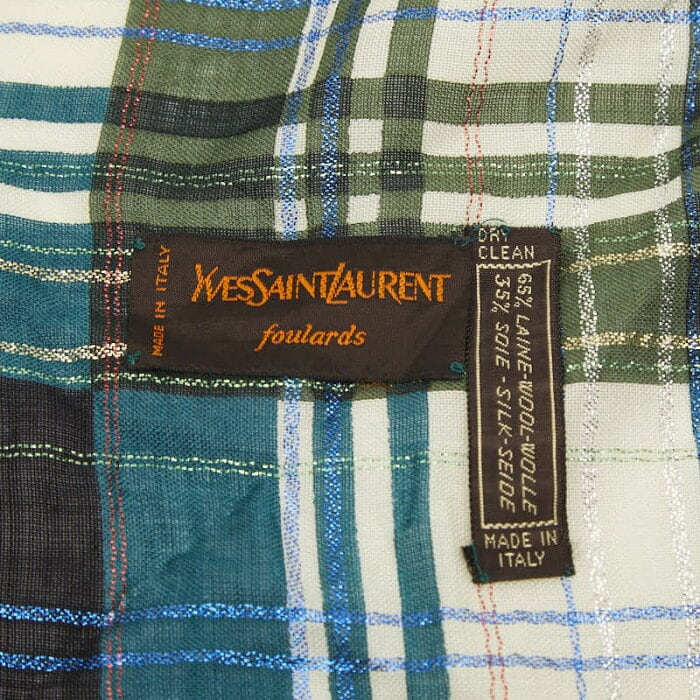 MADE IN ITALY
YVESSAINTLAURENT
foulards
DRY
CLEAN
65% LAINE-WOOL-WOLLE
35% SOIE-SILK-SEIDE
MADE IN
ITALY